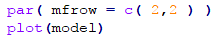 par( mfrow = c( 2,2 ) )
plot(model)